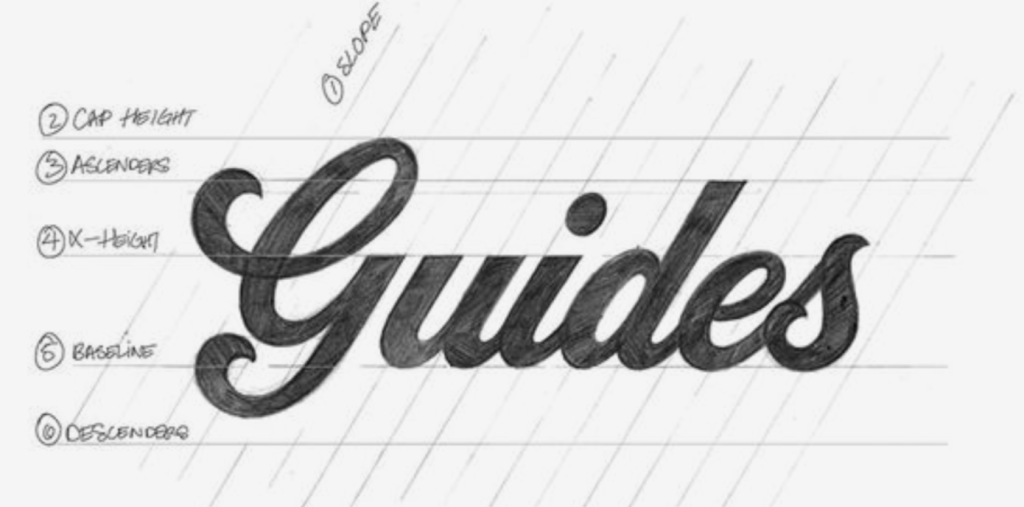 ① SLOPE
② CAP HEIGHT
③ ASCENDERS
④ X-HEIGHT
⑤ BASELINE
⑥ DESCENDERS
Guides